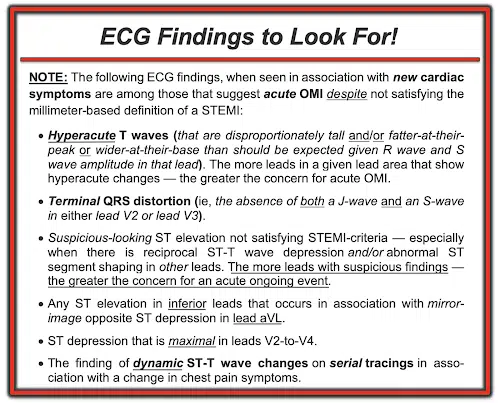 ECG Findings to Look For!
NOTE: The following ECG findings, when seen in association with new cardiac
symptoms are among those that suggest acute OMI despite not satisfying the
millimeter-based definition of a STEMI:
• Hyperacute T waves (that are disproportionately tall and/or fatter-at-their-
peak or wider-at-their-base than should be expected given R wave and S
wave amplitude in that lead). The more leads in a given lead area that show
hyperacute changes — the greater the concern for acute OMI.
• Terminal QRS distortion (ie, the absence of both a J-wave and an S-wave
in either lead V2 or lead V3).
• Suspicious-looking ST elevation not satisfying STEMI-criteria — especially
when there is reciprocal ST-T wave depression and/or abnormal ST
segment shaping in other leads. The more leads with suspicious findings —
the greater the concern for an acute ongoing event.
• Any ST elevation in inferior leads that occurs in association with mirror-
image opposite ST depression in lead aVL.
• ST depression that is maximal in leads V2-to-V4.
• The finding of dynamic ST-T wave changes on serial tracings in asso-
ciation with a change in chest pain symptoms.